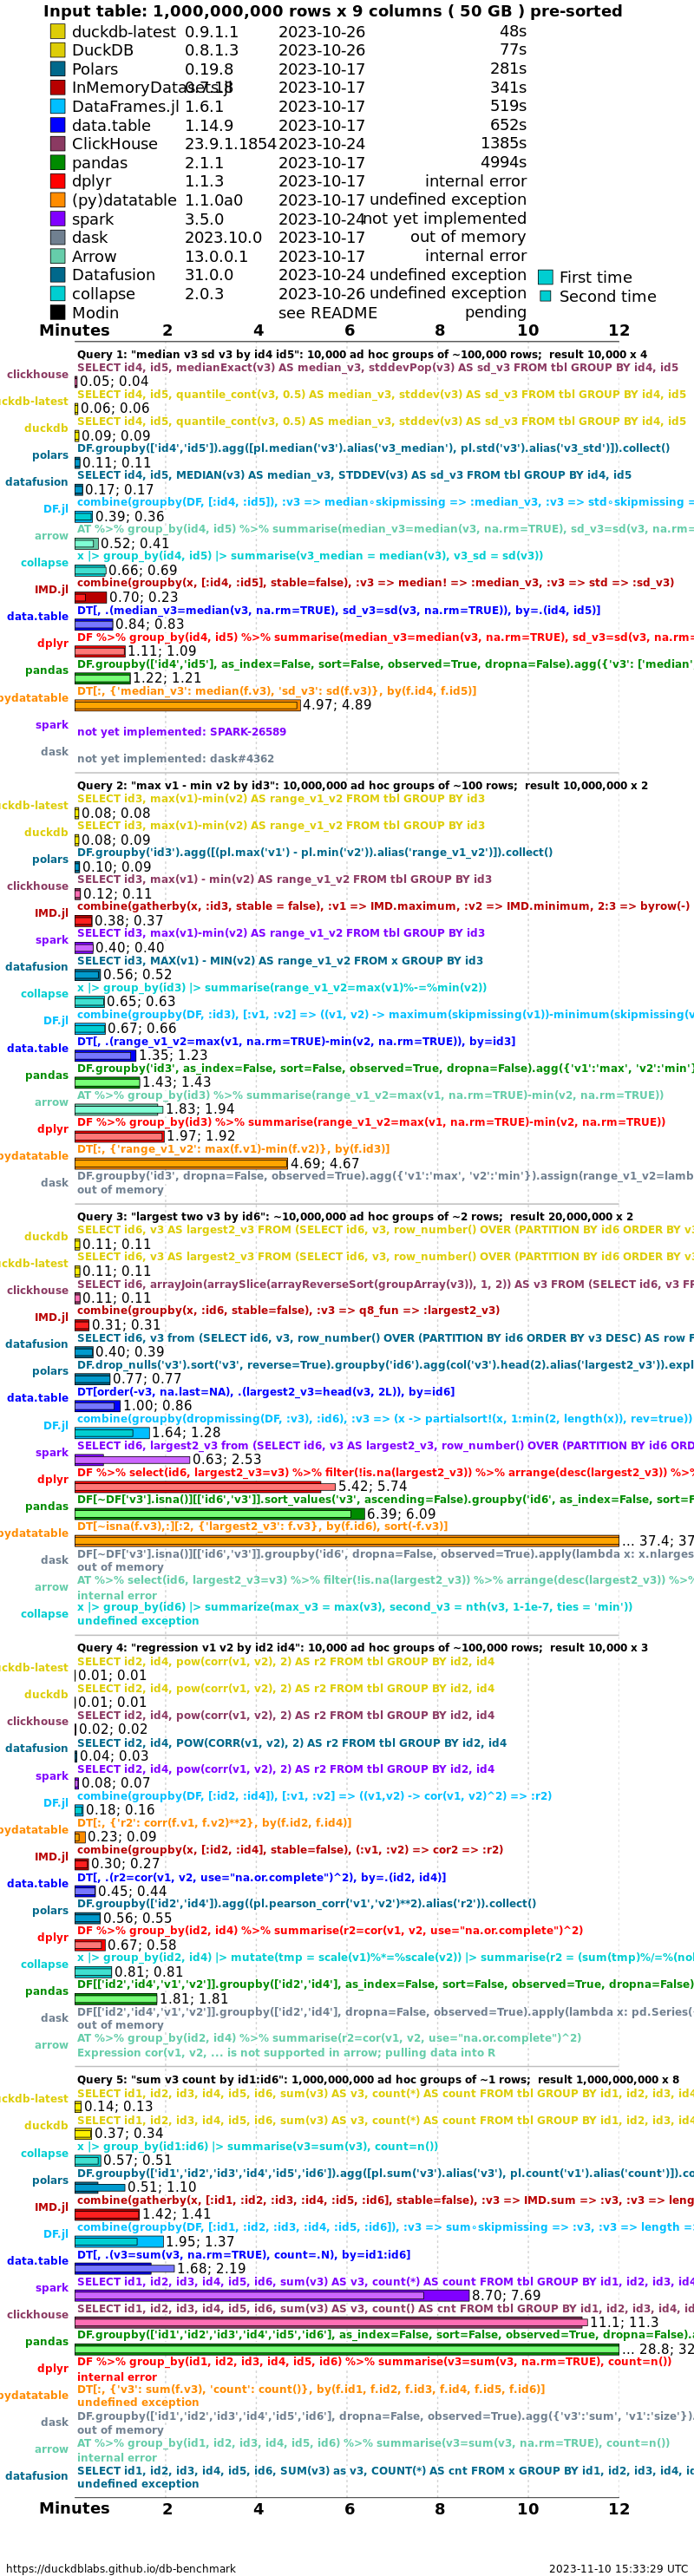 Input table: 1,000,000,000 rows x 9 columns ( 50 GB ) pre-sorted
duckdb-latest 0.9.1.1 2023-10-26 48s
DuckDB 0.8.1.3 2023-10-26 77s
Polars 0.19.8 2023-10-17 281s
InMemoryDatasets.jl 0.7.18 2023-10-17 341s
DataFrames.jl 1.6.1 2023-10-17 519s
data.table 1.14.9 2023-10-17 652s
ClickHouse 23.9.1.1854 2023-10-24 1385s
pandas 2.1.1 2023-10-17 4994s
dplyr 1.1.3 2023-10-17 internal error
(py)datatable 1.1.0a0 2023-10-17 undefined exception
spark 3.5.0 2023-10-24 not yet implemented
dask 2023.10.0 2023-10-17 out of memory
Arrow 13.0.0.1 2023-10-17 internal error
Datafusion 31.0.0 2023-10-24 undefined exception First time
collapse 2.0.3 2023-10-26 undefined exception Second time
Modin see README pending
Minutes 2 4 6 8 10 12
Query 1: "median v3 sd v3 by id4 id5": 10,000 ad hoc groups of ~100,000 rows; result 10,000 x 4
SELECT id4, id5, medianExact(v3) AS median_v3, stddevPop(v3) AS sd_v3 FROM tbl GROUP BY id4, id5
clickhouse 0.05; 0.04
SELECT id4, id5, quantile_cont(v3, 0.5) AS median_v3, stddev(v3) AS sd_v3 FROM tbl GROUP BY id4, id5
uckdb-latest 0.06; 0.06
SELECT id4, id5, quantile_cont(v3, 0.5) AS median_v3, stddev(v3) AS sd_v3 FROM tbl GROUP BY id4, id5
duckdb 0.09; 0.09
DF.groupby(['id4','id5']).agg([pl.median('v3').alias('v3_median'), pl.std('v3').alias('v3_std')]).collect()
polars 0.11; 0.11
SELECT id4, id5, MEDIAN(v3) AS median_v3, STDDEV(v3) AS sd_v3 FROM tbl GROUP BY id4, id5
datafusion 0.17; 0.17
combine(groupby(DF, [:id4, :id5]), :v3 => median∘skipmissing => :median_v3, :v3 => std∘skipmissing =
DF.jl 0.39; 0.36
AT %>% group_by(id4, id5) %>% summarise(median_v3=median(v3, na.rm=TRUE), sd_v3=sd(v3, na.rm=
arrow 0.52; 0.41
x |> group_by(id4, id5) |> summarise(v3_median = median(v3), v3_sd = sd(v3))
collapse 0.66; 0.69
combine(groupby(x, [:id4, :id5], stable=false), :v3 => median! => :median_v3, :v3 => std => :sd_v3)
IMD.jl 0.70; 0.23
DT[, .(median_v3=median(v3, na.rm=TRUE), sd_v3=sd(v3, na.rm=TRUE)), by=.(id4, id5)]
data.table 0.84; 0.83
DF %>% group_by(id4, id5) %>% summarise(median_v3=median(v3, na.rm=TRUE), sd_v3=sd(v3, na.rm=
dplyr 1.11; 1.09
DF.groupby(['id4','id5'], as_index=False, sort=False, observed=True, dropna=False).agg({'v3': ['median'
pandas 1.22; 1.21
DT[:, {'median_v3': median(f.v3), 'sd_v3': sd(f.v3)}, by(f.id4, f.id5)]
pydatatable 4.97; 4.89
spark not yet implemented: SPARK-26589
dask not yet implemented: dask#4362
Query 2: "max v1 - min v2 by id3": 10,000,000 ad hoc groups of ~100 rows; result 10,000,000 x 2
SELECT id3, max(v1)-min(v2) AS range_v1_v2 FROM tbl GROUP BY id3
uckdb-latest 0.08; 0.08
SELECT id3, max(v1)-min(v2) AS range_v1_v2 FROM tbl GROUP BY id3
duckdb 0.08; 0.09
DF.groupby('id3').agg([(pl.max('v1') - pl.min('v2')).alias('range_v1_v2')]).collect()
polars 0.10; 0.09
SELECT id3, max(v1) - min(v2) AS range_v1_v2 FROM tbl GROUP BY id3
clickhouse 0.12; 0.11
combine(gatherby(x, :id3, stable = false), :v1 => IMD.maximum, :v2 => IMD.minimum, 2:3 => byrow(-)
IMD.jl 0.38; 0.37
SELECT id3, max(v1)-min(v2) AS range_v1_v2 FROM tbl GROUP BY id3
spark 0.40; 0.40
SELECT id3, MAX(v1) - MIN(v2) AS range_v1_v2 FROM x GROUP BY id3
datafusion 0.56; 0.52
x |> group_by(id3) |> summarise(range_v1_v2=max(v1)%-=%min(v2))
collapse 0.65; 0.63
combine(groupby(DF, :id3), [:v1, :v2] => ((v1, v2) -> maximum(skipmissing(v1))-minimum(skipmissing(v
DF.jl 0.67; 0.66
DT[, .(range_v1_v2=max(v1, na.rm=TRUE)-min(v2, na.rm=TRUE)), by=id3]
data.table 1.35; 1.23
DF.groupby('id3', as_index=False, sort=False, observed=True, dropna=False).agg({'v1':'max', 'v2':'min'}
pandas 1.43; 1.43
AT %>% group_by(id3) %>% summarise(range_v1_v2=max(v1, na.rm=TRUE)-min(v2, na.rm=TRUE))
arrow 1.83; 1.94
DF %>% group_by(id3) %>% summarise(range_v1_v2=max(v1, na.rm=TRUE)-min(v2, na.rm=TRUE))
dplyr 1.97; 1.92
DT[:, {'range_v1_v2': max(f.v1)-min(f.v2)}, by(f.id3)]
pydatatable 4.69; 4.67
DF.groupby('id3', dropna=False, observed=True).agg({'v1':'max', 'v2':'min'}).assign(range_v1_v2=lamb
dask out of memory
Query 3: "largest two v3 by id6": ~10,000,000 ad hoc groups of ~2 rows; result 20,000,000 x 2
SELECT id6, v3 AS largest2_v3 FROM (SELECT id6, v3, row_number() OVER (PARTITION BY id6 ORDER BY v3
duckdb 0.11; 0.11
SELECT id6, v3 AS largest2_v3 FROM (SELECT id6, v3, row_number() OVER (PARTITION BY id6 ORDER BY v3
uckdb-latest 0.11; 0.11
SELECT id6, arrayJoin(arraySlice(arrayReverseSort(groupArray(v3)), 1, 2)) AS v3 FROM (SELECT id6, v3 FR
clickhouse 0.11; 0.11
combine(groupby(x, :id6, stable=false), :v3 => q8_fun => :largest2_v3)
IMD.jl 0.31; 0.31
SELECT id6, v3 from (SELECT id6, v3, row_number() OVER (PARTITION BY id6 ORDER BY v3 DESC) AS row F
datafusion 0.40; 0.39
DF.drop_nulls('v3').sort('v3', reverse=True).groupby('id6').agg(col('v3').head(2).alias('largest2_v3')).expl
polars 0.77; 0.77
DT[order(-v3, na.last=NA), .(largest2_v3=head(v3, 2L)), by=id6]
data.table 1.00; 0.86
combine(groupby(dropmissing(DF, :v3), :id6), :v3 => (x -> partialsort!(x, 1:min(2, length(x)), rev=true))
DF.jl 1.64; 1.28
SELECT id6, largest2_v3 from (SELECT id6, v3 AS largest2_v3, row_number() OVER (PARTITION BY id6 ORD
spark 0.63; 2.53
DF %>% select(id6, largest2_v3=v3) %>% filter(!is.na(largest2_v3)) %>% arrange(desc(largest2_v3)) %>%
dplyr 5.42; 5.74
DF[~DF['v3'].isna()][['id6','v3']].sort_values('v3', ascending=False).groupby('id6', as_index=False, sort=F
pandas 6.39; 6.09
DT[~isna(f.v3),:][:2, {'largest2_v3': f.v3}, by(f.id6), sort(-f.v3)]
pydatatable ... 37.4; 37
DF[~DF['v3'].isna()][['id6','v3']].groupby('id6', dropna=False, observed=True).apply(lambda x: x.nlarges
dask out of memory
AT %>% select(id6, largest2_v3=v3) %>% filter(!is.na(largest2_v3)) %>% arrange(desc(largest2_v3)) %>%
arrow internal error
x |> group_by(id6) |> summarize(max_v3 = max(v3), second_v3 = nth(v3, 1-1e-7, ties = 'min'))
collapse undefined exception
Query 4: "regression v1 v2 by id2 id4": 10,000 ad hoc groups of ~100,000 rows; result 10,000 x 3
SELECT id2, id4, pow(corr(v1, v2), 2) AS r2 FROM tbl GROUP BY id2, id4
uckdb-latest 0.01; 0.01
SELECT id2, id4, pow(corr(v1, v2), 2) AS r2 FROM tbl GROUP BY id2, id4
duckdb 0.01; 0.01
SELECT id2, id4, pow(corr(v1, v2), 2) AS r2 FROM tbl GROUP BY id2, id4
clickhouse 0.02; 0.02
SELECT id2, id4, POW(CORR(v1, v2), 2) AS r2 FROM tbl GROUP BY id2, id4
datafusion 0.04; 0.03
SELECT id2, id4, pow(corr(v1, v2), 2) AS r2 FROM tbl GROUP BY id2, id4
spark 0.08; 0.07
combine(groupby(DF, [:id2, :id4]), [:v1, :v2] => ((v1,v2) -> cor(v1, v2)^2) => :r2)
DF.jl 0.18; 0.16
DT[:, {'r2': corr(f.v1, f.v2)**2}, by(f.id2, f.id4)]
pydatatable 0.23; 0.09
combine(groupby(x, [:id2, :id4], stable=false), (:v1, :v2) => cor2 => :r2)
IMD.jl 0.30; 0.27
DT[, .(r2=cor(v1, v2, use="na.or.complete")^2), by=.(id2, id4)]
data.table 0.45; 0.44
DF.groupby(['id2','id4']).agg((pl.pearson_corr('v1','v2')**2).alias('r2')).collect()
polars 0.56; 0.55
DF %>% group_by(id2, id4) %>% summarise(r2=cor(v1, v2, use="na.or.complete")^2)
dplyr 0.67; 0.58
x |> group_by(id2, id4) |> mutate(tmp = scale(v1)%*=%scale(v2)) |> summarise(r2 = (sum(tmp)%/=%(nol
collapse 0.81; 0.81
DF[['id2','id4','v1','v2']].groupby(['id2','id4'], as_index=False, sort=False, observed=True, dropna=False)
pandas 1.81; 1.81
DF[['id2','id4','v1','v2']].groupby(['id2','id4'], dropna=False, observed=True).apply(lambda x: pd.Series(
dask out of memory
AT %>% group_by(id2, id4) %>% summarise(r2=cor(v1, v2, use="na.or.complete")^2)
arrow Expression cor(v1, v2, ... is not supported in arrow; pulling data into R
Query 5: "sum v3 count by id1:id6": 1,000,000,000 ad hoc groups of ~1 rows; result 1,000,000,000 x 8
SELECT id1, id2, id3, id4, id5, id6, sum(v3) AS v3, count(*) AS count FROM tbl GROUP BY id1, id2, id3, id4
uckdb-latest 0.14; 0.13
SELECT id1, id2, id3, id4, id5, id6, sum(v3) AS v3, count(*) AS count FROM tbl GROUP BY id1, id2, id3, id4
duckdb 0.37; 0.34
x |> group_by(id1:id6) |> summarise(v3=sum(v3), count=n())
collapse 0.57; 0.51
DF.groupby(['id1','id2','id3','id4','id5','id6']).agg([pl.sum('v3').alias('v3'), pl.count('v1').alias('count')]).co
polars 0.51; 1.10
combine(gatherby(x, [:id1, :id2, :id3, :id4, :id5, :id6], stable=false), :v3 => IMD.sum => :v3, :v3 => leng
IMD.jl 1.42; 1.41
combine(groupby(DF, [:id1, :id2, :id3, :id4, :id5, :id6]), :v3 => sum∘skipmissing => :v3, :v3 => length =
DF.jl 1.95; 1.37
DT[, .(v3=sum(v3, na.rm=TRUE), count=.N), by=id1:id6]
data.table 1.68; 2.19
SELECT id1, id2, id3, id4, id5, id6, sum(v3) AS v3, count(*) AS count FROM tbl GROUP BY id1, id2, id3, id4
spark 8.70; 7.69
SELECT id1, id2, id3, id4, id5, id6, sum(v3) AS v3, count() AS cnt FROM tbl GROUP BY id1, id2, id3, id4, id
clickhouse 11.1; 11.3
DF.groupby(['id1','id2','id3','id4','id5','id6'], as_index=False, sort=False, observed=True, dropna=False).a
pandas ... 28.8; 32
DF %>% group_by(id1, id2, id3, id4, id5, id6) %>% summarise(v3=sum(v3, na.rm=TRUE), count=n())
dplyr internal error
DT[:, {'v3': sum(f.v3), 'count': count()}, by(f.id1, f.id2, f.id3, f.id4, f.id5, f.id6)]
pydatatable undefined exception
DF.groupby(['id1','id2','id3','id4','id5','id6'], dropna=False, observed=True).agg({'v3':'sum', 'v1':'size'}).
dask out of memory
AT %>% group_by(id1, id2, id3, id4, id5, id6) %>% summarise(v3=sum(v3, na.rm=TRUE), count=n())
arrow internal error
SELECT id1, id2, id3, id4, id5, id6, SUM(v3) as v3, COUNT(*) AS cnt FROM x GROUP BY id1, id2, id3, id4, id
datafusion undefined exception
Minutes 2 4 6 8 10 12
https://duckdblabs.github.io/db-benchmark 2023-11-10 15:33:29 UTC